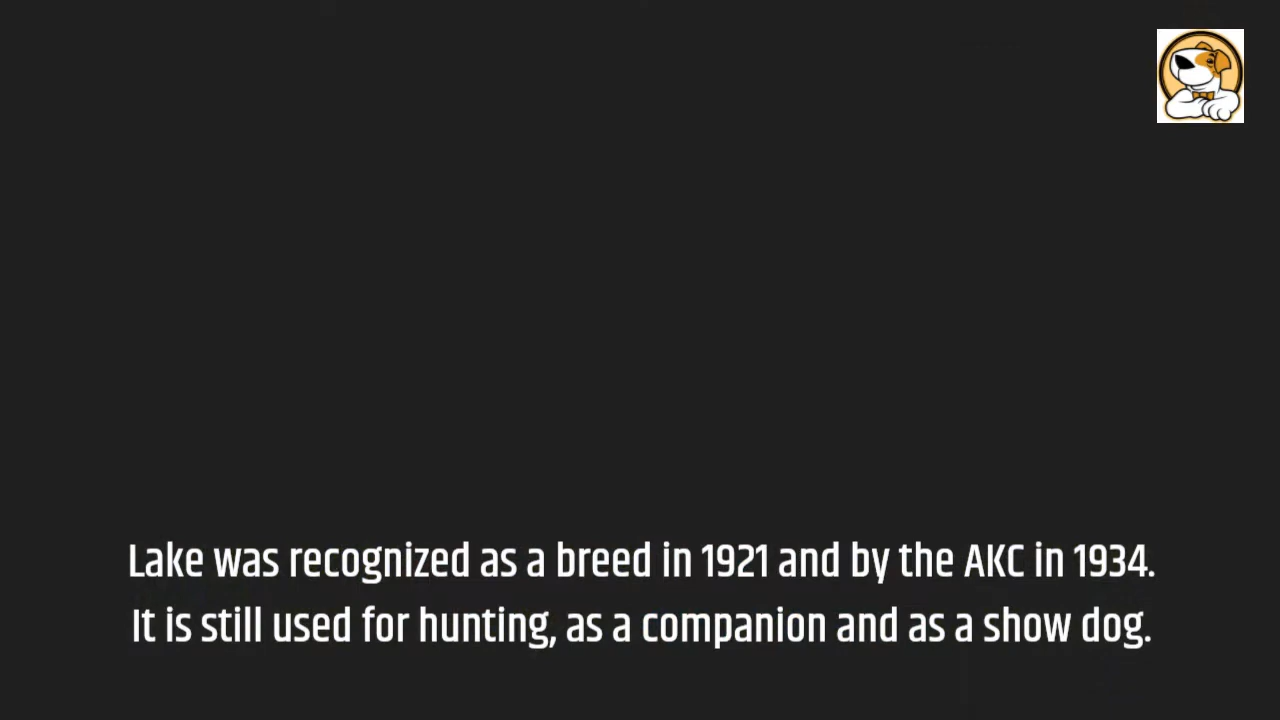 Lake was recognized as a breed in 1921 and by the AKC in 1934.
It is still used for hunting, as a companion and as a show dog.